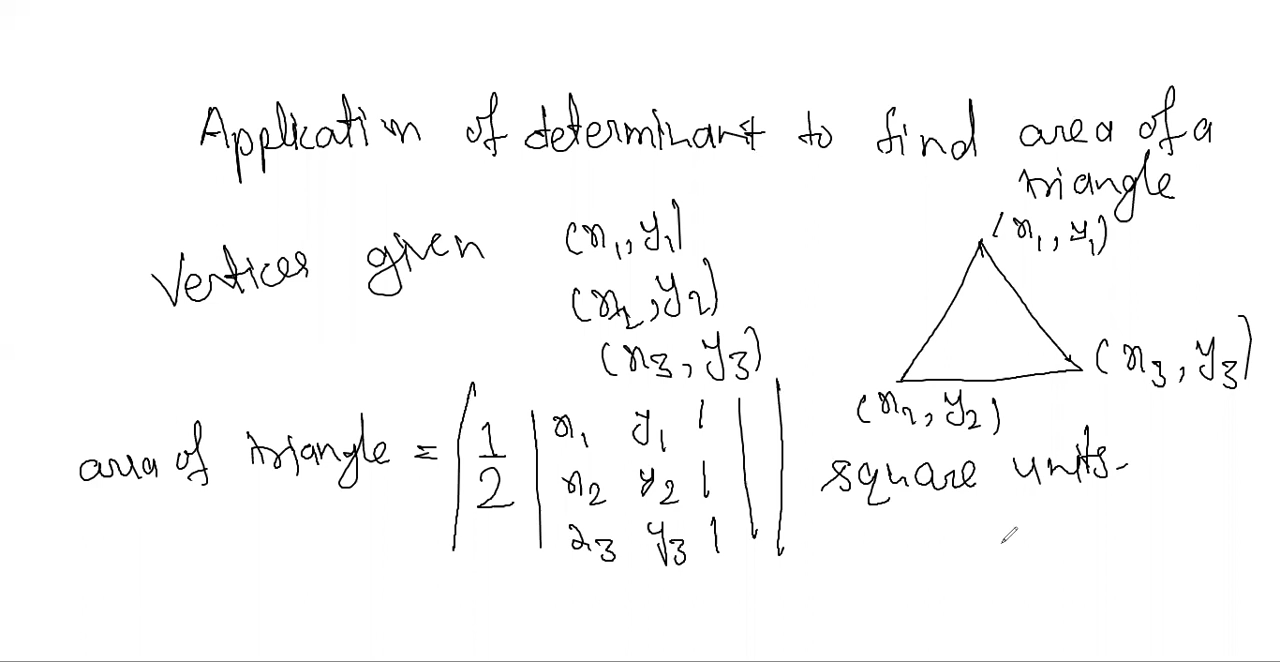 Application of determinant to find area of a
triangle
Vertices given (x₁, y₁)
(x₂, y₂)
(x₃, y₃)
(x₁, y₁)
(x₂, y₂)
(x₃, y₃)
area of triangle = | 1/2 | x₁ y₁ 1
x₂ y₂ 1
x₃ y₃ 1 | | square units.